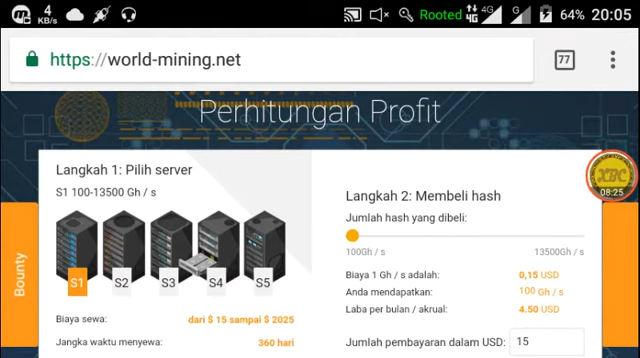 4
KB/s
Rooted
4G
4G
G
64%
20:05
https://world-mining.net
77
Perhitungan Profit
Langkah 1: Pilih server
S1 100-13500 Gh / s
S1
S2
S3
S4
S5
Biaya sewa:
dari $ 15 sampai $ 2025
Jangka waktu menyewa:
360 hari
Bounty
Langkah 2: Membeli hash
Jumlah hash yang dibeli:
100Gh / s
13500Gh / s
Biaya 1 Gh / s adalah:
0,15 USD
Anda mendapatkan:
100 Gh / s
Laba per bulan / akrual:
4.50 USD
Jumlah pembayaran dalam USD:
15
XBC
08:25